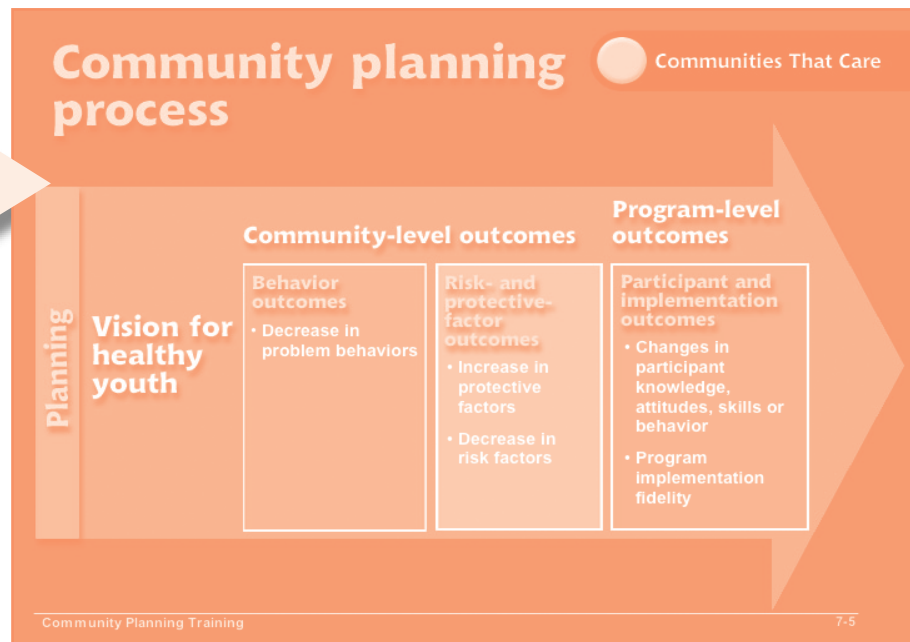 Community planning
process
Communities That Care
Planning
Vision for
healthy
youth
Community-level outcomes
Behavior
outcomes
• Decrease in
problem behaviors
Risk- and
protective-
factor
outcomes
• Increase in
protective
factors
• Decrease in
risk factors
Program-level
outcomes
Participant and
implementation
outcomes
• Changes in
participant
knowledge,
attitudes, skills or
behavior
• Program
implementation
fidelity
Community Planning Training
7-5